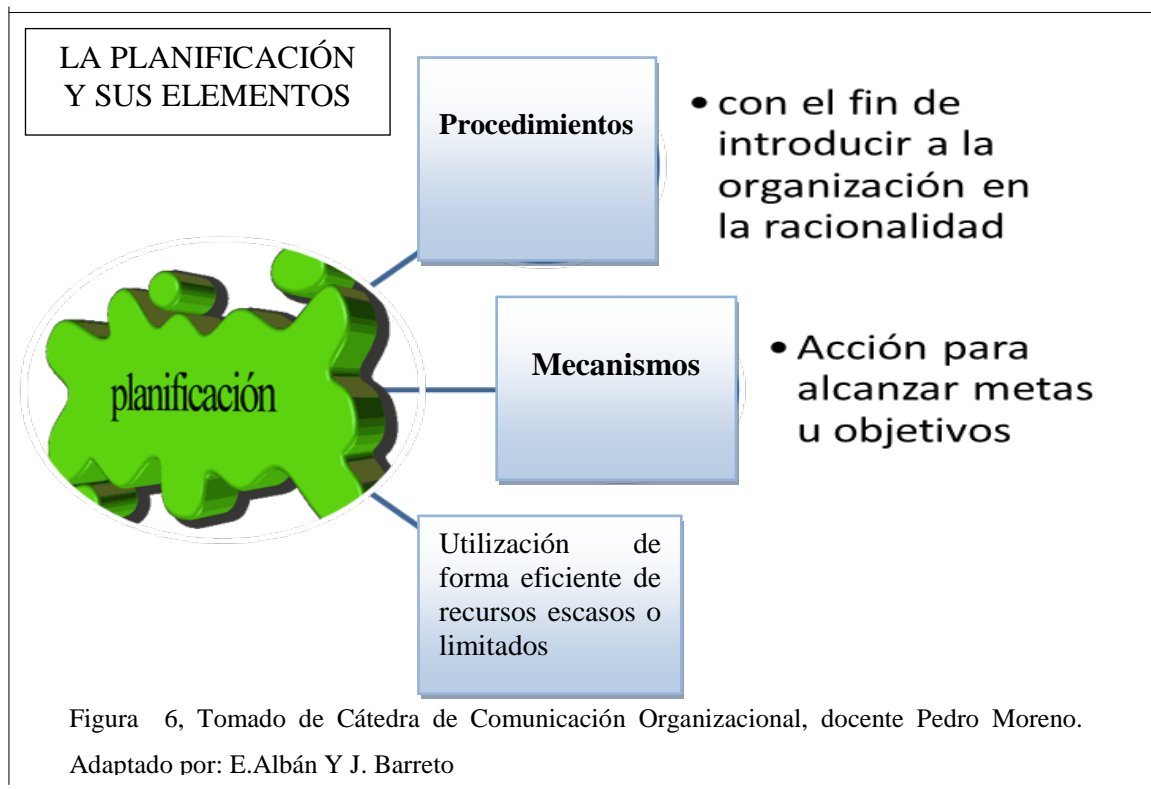 LA PLANIFICACIÓN
Y SUS ELEMENTOS
Procedimientos
• con el fin de
introducir a la
organización en
la racionalidad
planificación
Mecanismos
• Acción para
alcanzar metas
u objetivos
Utilización de
forma eficiente de
recursos escasos o
limitados
Figura 6, Tomado de Cátedra de Comunicación Organizacional, docente Pedro Moreno.
Adaptado por: E.Albán Y J. Barreto